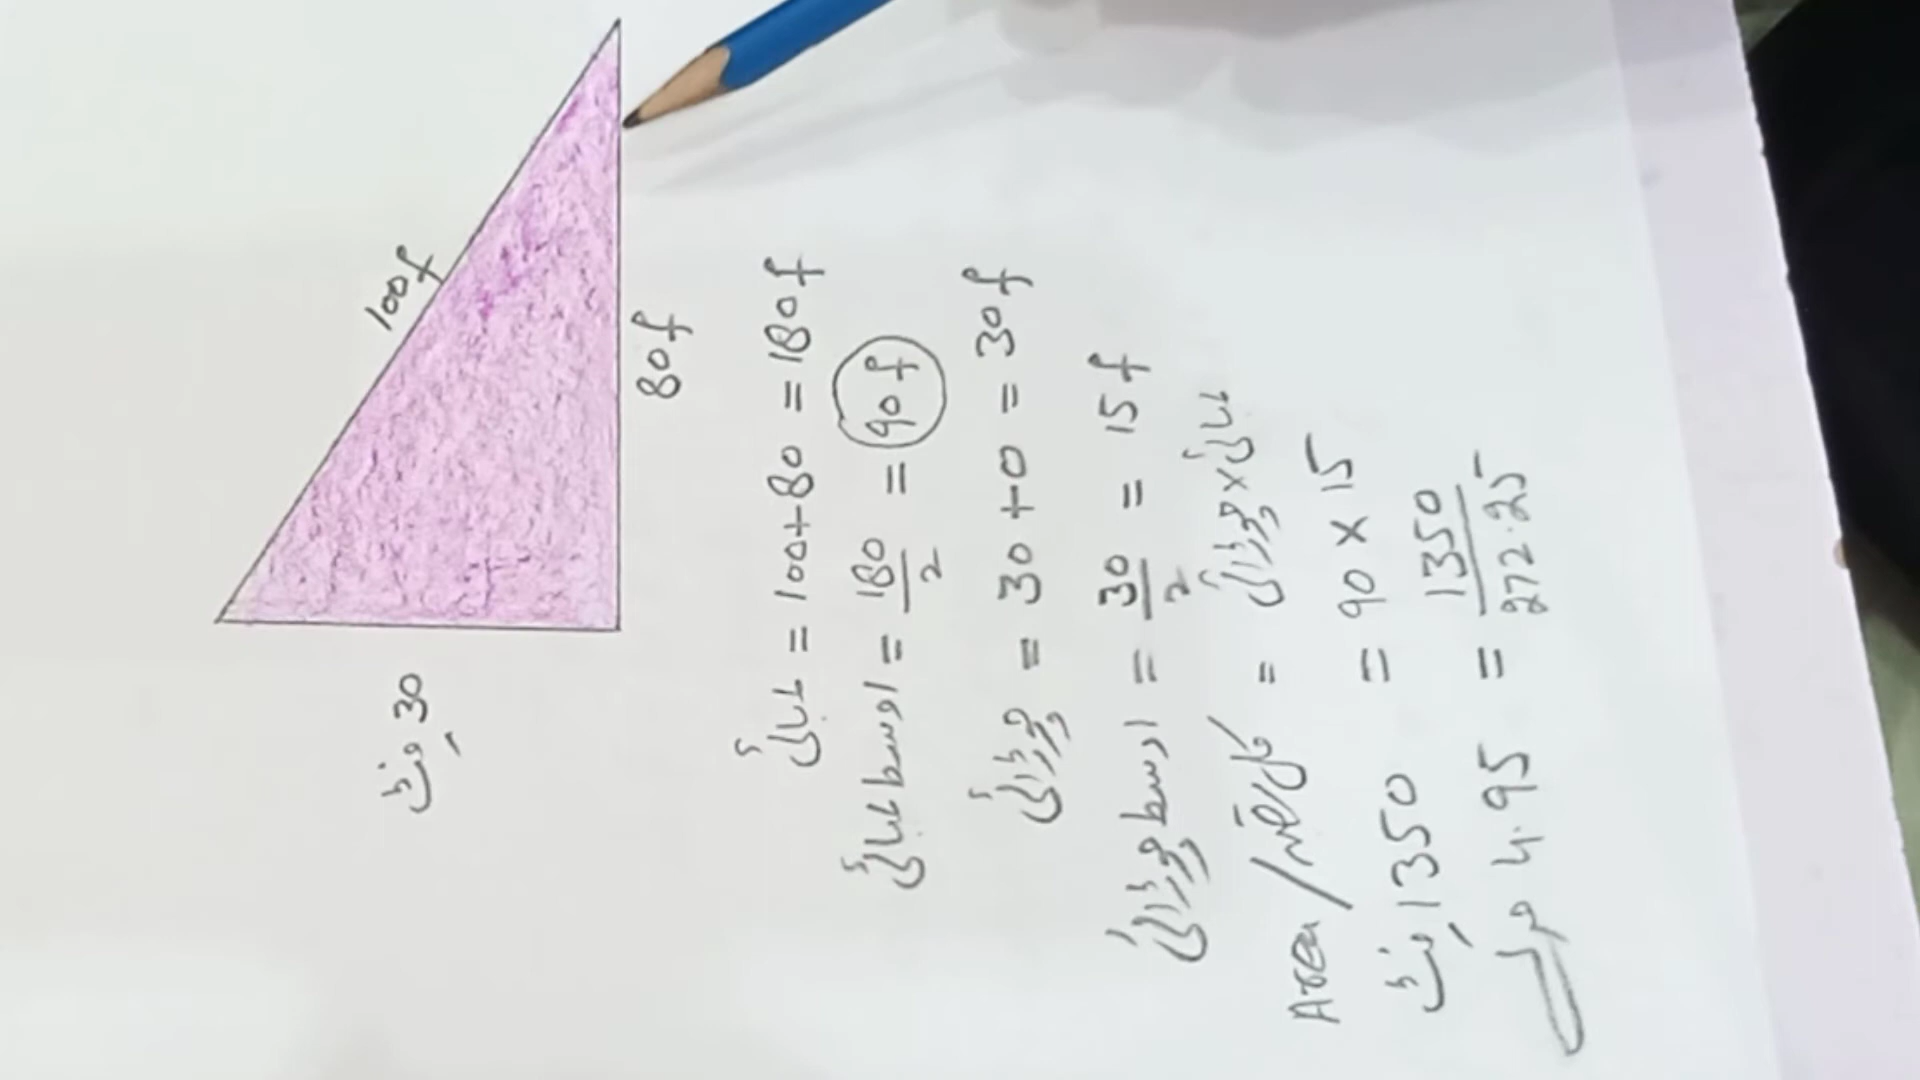 100f
80f
30 فٹ
لمبائی = 100+80 = 180f
اوسط لمبائی = 180/2 = 90f
چوڑائی = 30+0 = 30f
اوسط چوڑائی = 30/2 = 15f
Area/کل رقبہ = چوڑائی × لمبائی
= 90 × 15
1350 فٹ = 1350/272.25
4.95 مرلے